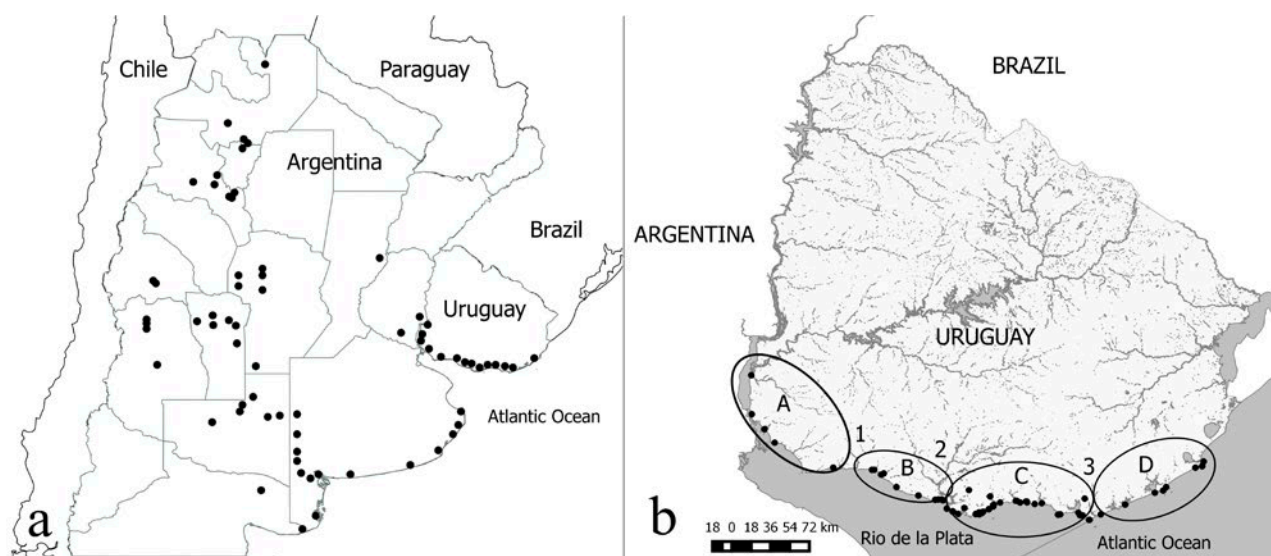 Chile
Paraguay
Argentina
Brazil
Uruguay
Atlantic Ocean
a
BRAZIL
ARGENTINA
URUGUAY
A
1
B
2
C
3
D
18 0 18 36 54 72 km
Rio de la Plata
Atlantic Ocean
b